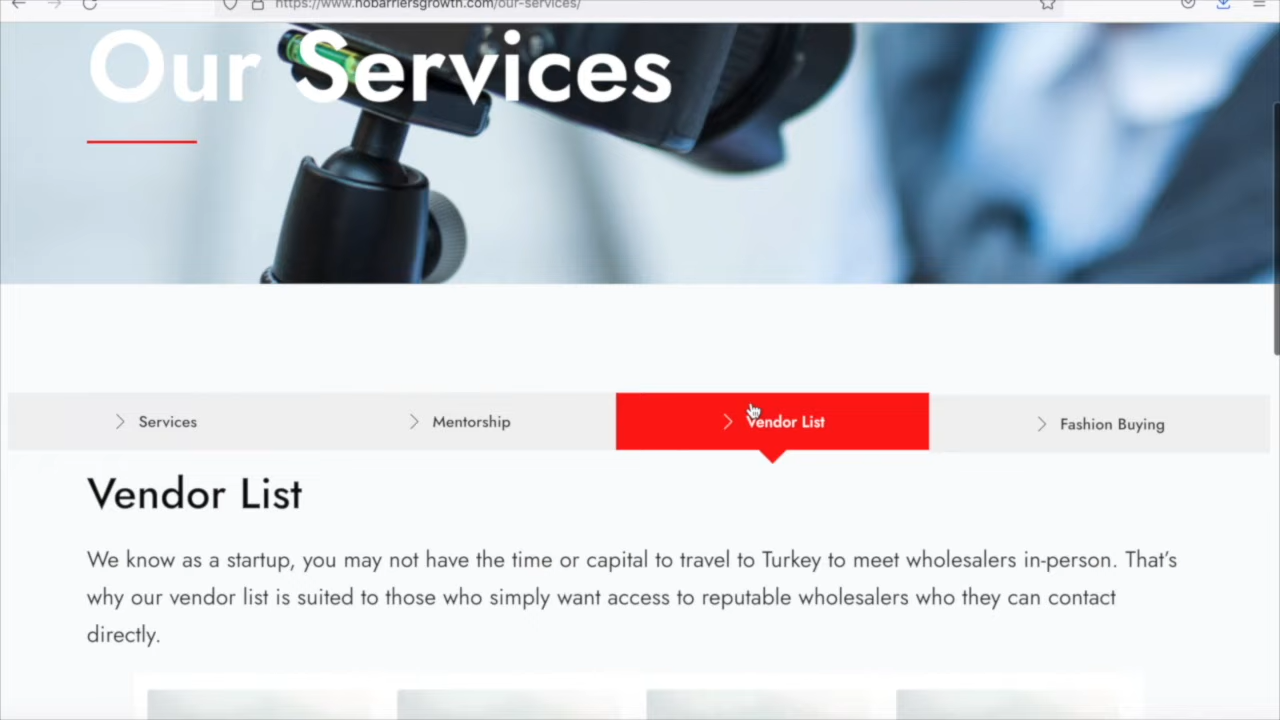 https://www.nobarriersgrowth.com/our-services/
Our Services
Services
Mentorship
Vendor List
Fashion Buying
Vendor List
We know as a startup, you may not have the time or capital to travel to Turkey to meet wholesalers in-person. That's
why our vendor list is suited to those who simply want access to reputable wholesalers who they can contact
directly.